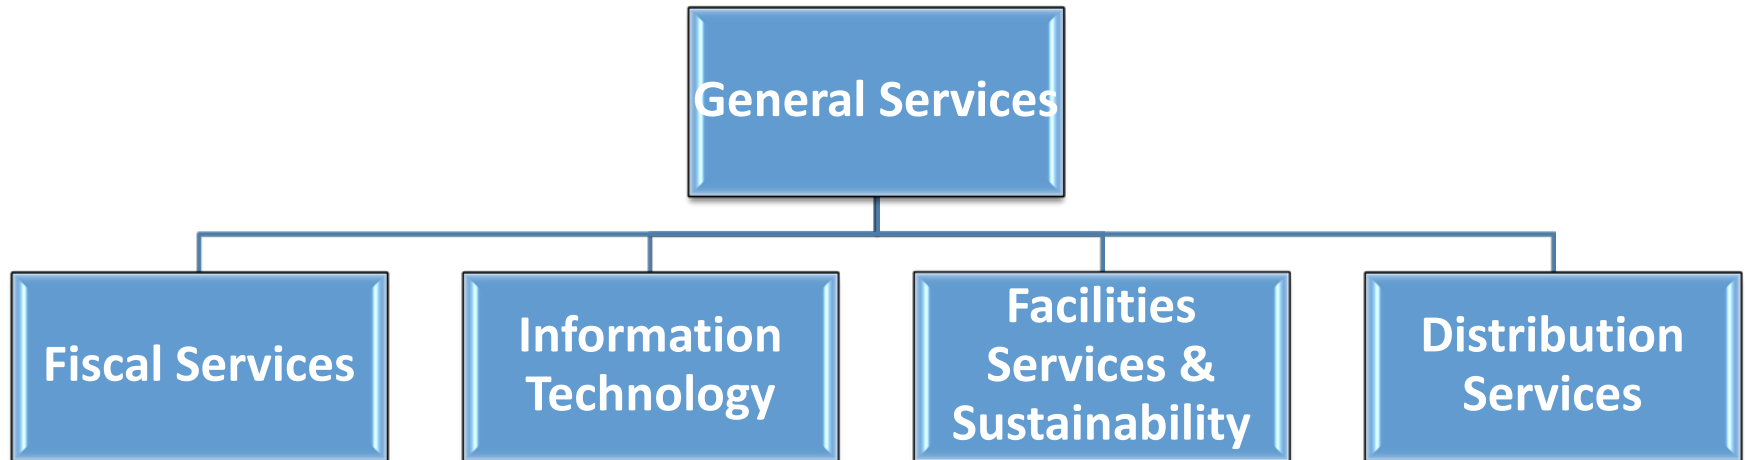 General Services
Fiscal Services
Information
Technology
Facilities
Services &
Sustainability
Distribution
Services